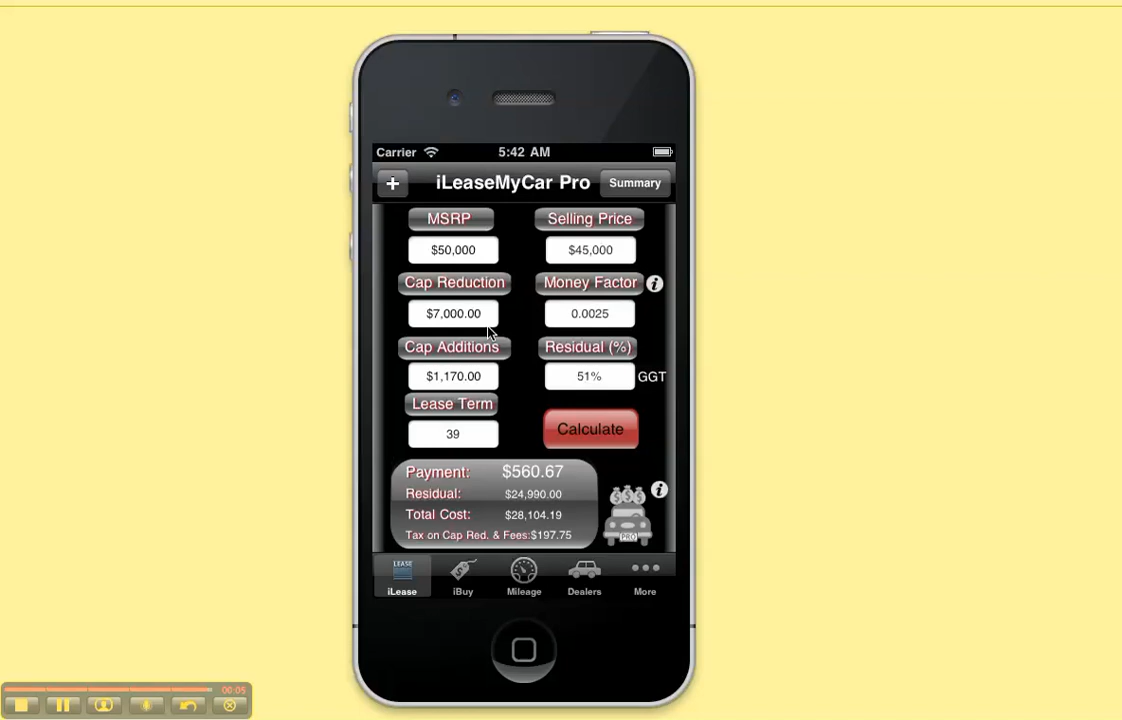 Carrier 5:42 AM
+ iLeaseMyCar Pro Summary
MSRP Selling Price
$50,000 $45,000
Cap Reduction Money Factor i
$7,000.00 0.0025
Cap Additions Residual (%)
$1,170.00 51% GGT
Lease Term
39 Calculate
Payment: $560.67
Residual: $24,990.00
Total Cost: $28,104.19
Tax on Cap Red. & Fees:$197.75
$$$ i
PRO
LEASE
iLease iBuy Mileage Dealers More
00:05